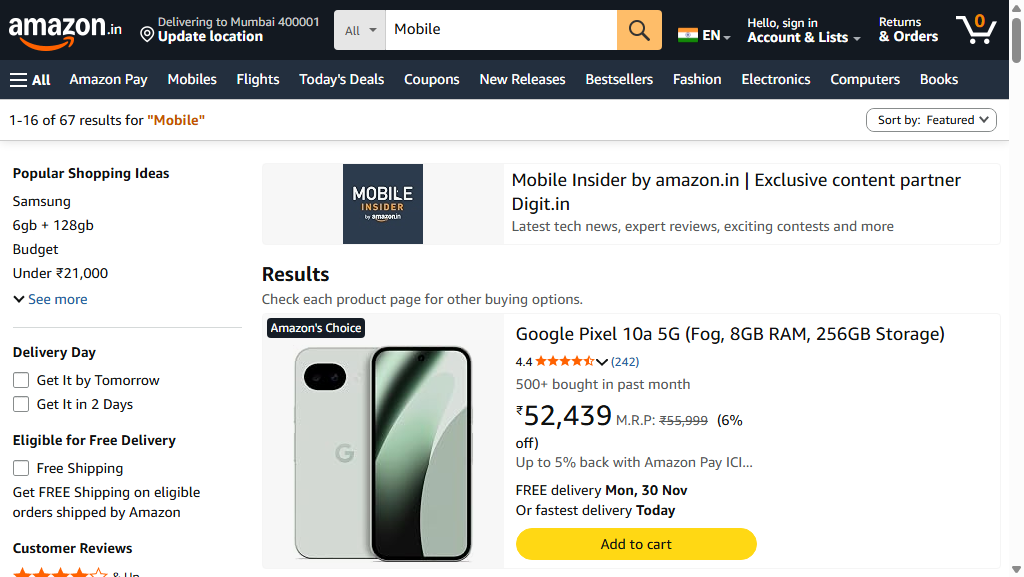 amazon.in
Delivering to Mumbai 400001
Update location
All
Mobile
EN
Hello, sign in
Account & Lists
Returns
& Orders
0
All
Amazon Pay
Mobiles
Flights
Today's Deals
Coupons
New Releases
Bestsellers
Fashion
Electronics
Computers
Books
1-16 of 67 results for "Mobile"
Sort by: Featured
Popular Shopping Ideas
Samsung
6gb + 128gb
Budget
Under ₹21,000
See more
Delivery Day
Get It by Tomorrow
Get It in 2 Days
Eligible for Free Delivery
Free Shipping
Get FREE Shipping on eligible
orders shipped by Amazon
Customer Reviews
& Up
MOBILE
INSIDER
by amazon.in
Mobile Insider by amazon.in | Exclusive content partner
Digit.in
Latest tech news, expert reviews, exciting contests and more
Results
Check each product page for other buying options.
Amazon's Choice
G
Google Pixel 10a 5G (Fog, 8GB RAM, 256GB Storage)
4.4 (242)
500+ bought in past month
₹52,439 M.R.P: ₹55,999 (6%
off)
Up to 5% back with Amazon Pay ICI...
FREE delivery Mon, 30 Nov
Or fastest delivery Today
Add to cart